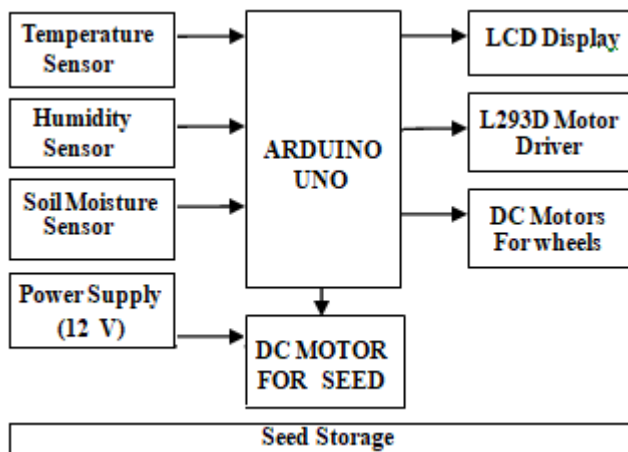 Temperature
Sensor
Humidity
Sensor
Soil Moisture
Sensor
Power Supply
(12 V)
ARDUINO
UNO
DC MOTOR
FOR SEED
LCD Display
L293D Motor
Driver
DC Motors
For wheels
Seed Storage